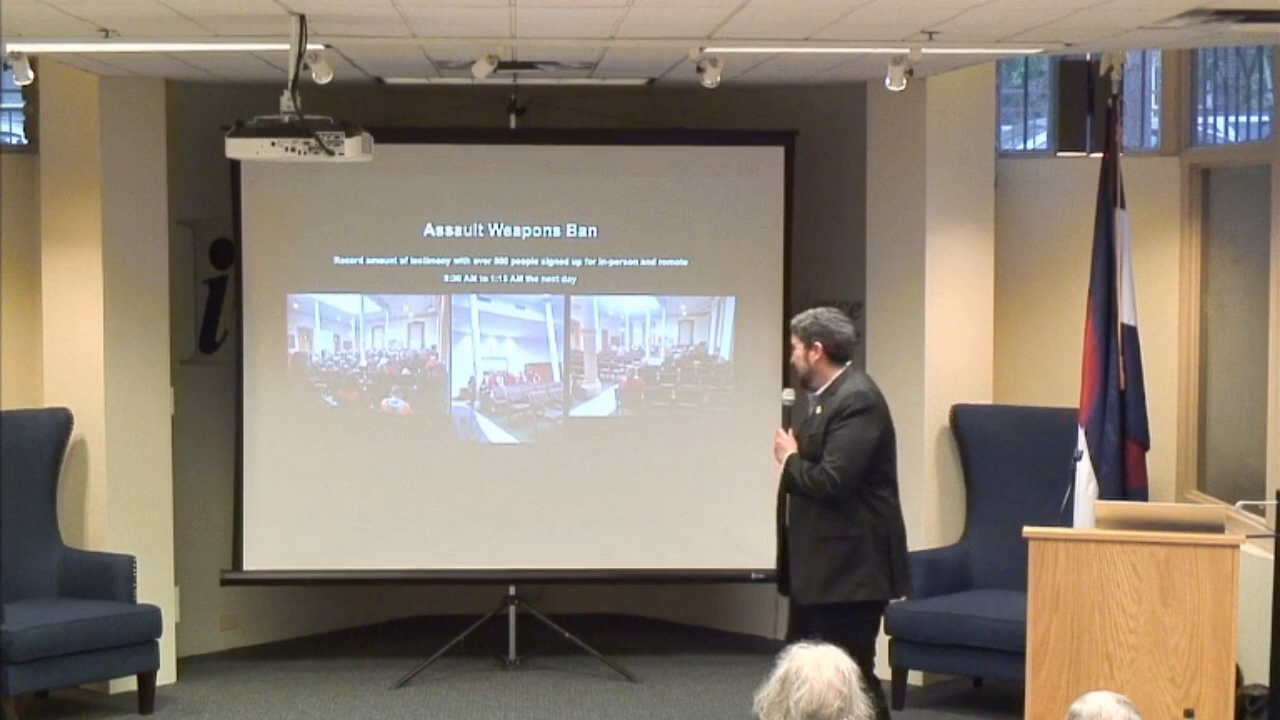 Assault Weapons Ban
Record amount of testimony with over 500 people signed up for in-person and remote
9:30 AM to 1:15 AM the next day
i